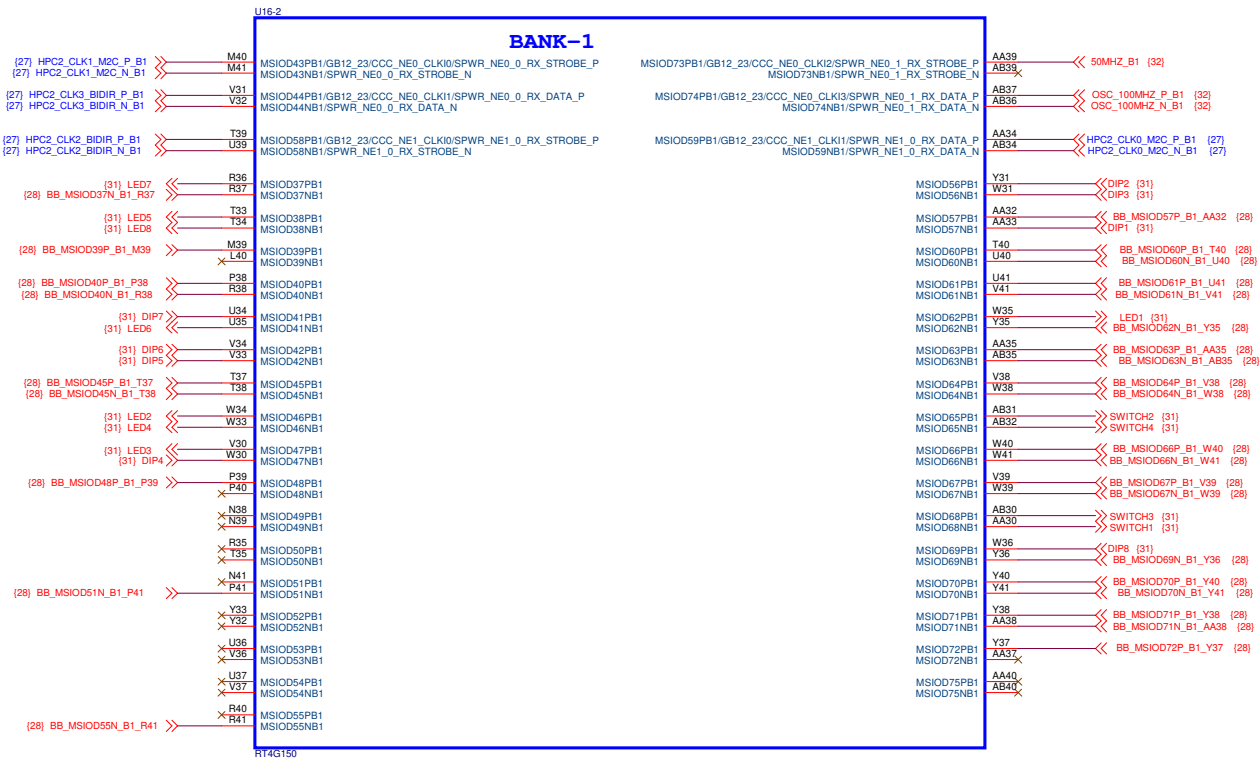 U16-2
BANK-1
{27} HPC2_CLK1_M2C_P_B1 M40 MSIOD43PB1/GB12_23/CCC_NE0_CLKI0/SPWR_NE0_0_RX_STROBE_P MSIOD73PB1/GB12_23/CCC_NE0_CLKI2/SPWR_NE0_1_RX_STROBE_P AA39 50MHZ_B1 {32}
{27} HPC2_CLK1_M2C_N_B1 M41 MSIOD43NB1/SPWR_NE0_0_RX_STROBE_N MSIOD73NB1/SPWR_NE0_1_RX_STROBE_N AB39
{27} HPC2_CLK3_BIDIR_P_B1 V31 MSIOD44PB1/GB12_23/CCC_NE0_CLKI1/SPWR_NE0_0_RX_DATA_P MSIOD74PB1/GB12_23/CCC_NE0_CLKI3/SPWR_NE0_1_RX_DATA_P AB37 OSC_100MHZ_P_B1 {32}
{27} HPC2_CLK3_BIDIR_N_B1 V32 MSIOD44NB1/SPWR_NE0_0_RX_DATA_N MSIOD74NB1/SPWR_NE0_1_RX_DATA_N AB36 OSC_100MHZ_N_B1 {32}
{27} HPC2_CLK2_BIDIR_P_B1 T39 MSIOD58PB1/GB12_23/CCC_NE1_CLKI0/SPWR_NE1_0_RX_STROBE_P MSIOD59PB1/GB12_23/CCC_NE1_CLKI1/SPWR_NE1_0_RX_DATA_P AA34 HPC2_CLK0_M2C_P_B1 {27}
{27} HPC2_CLK2_BIDIR_N_B1 U39 MSIOD58NB1/SPWR_NE1_0_RX_STROBE_N MSIOD59NB1/SPWR_NE1_0_RX_DATA_N AB34 HPC2_CLK0_M2C_N_B1 {27}
{31} LED7 R36 MSIOD37PB1 MSIOD56PB1 Y31 DIP2 {31}
{28} BB_MSIOD37N_B1_R37 R37 MSIOD37NB1 MSIOD56NB1 W31 DIP3 {31}
{31} LED5 T33 MSIOD38PB1 MSIOD57PB1 AA32 BB_MSIOD57P_B1_AA32 {28}
{31} LED8 T34 MSIOD38NB1 MSIOD57NB1 AA33 DIP1 {31}
{28} BB_MSIOD39P_B1_M39 M39 MSIOD39PB1 MSIOD60PB1 T40 BB_MSIOD60P_B1_T40 {28}
L40 MSIOD39NB1 MSIOD60NB1 U40 BB_MSIOD60N_B1_U40 {28}
{28} BB_MSIOD40P_B1_P38 P38 MSIOD40PB1 MSIOD61PB1 U41 BB_MSIOD61P_B1_U41 {28}
{28} BB_MSIOD40N_B1_R38 R38 MSIOD40NB1 MSIOD61NB1 V41 BB_MSIOD61N_B1_V41 {28}
{31} DIP7 U34 MSIOD41PB1 MSIOD62PB1 W35 LED1 {31}
{31} LED6 U35 MSIOD41NB1 MSIOD62NB1 Y35 BB_MSIOD62N_B1_Y35 {28}
{31} DIP6 V34 MSIOD42PB1 MSIOD63PB1 AA35 BB_MSIOD63P_B1_AA35 {28}
{31} DIP5 V33 MSIOD42NB1 MSIOD63NB1 AB35 BB_MSIOD63N_B1_AB35 {28}
{28} BB_MSIOD45P_B1_T37 T37 MSIOD45PB1 MSIOD64PB1 V38 BB_MSIOD64P_B1_V38 {28}
{28} BB_MSIOD45N_B1_T38 T38 MSIOD45NB1 MSIOD64NB1 W38 BB_MSIOD64N_B1_W38 {28}
{31} LED2 W34 MSIOD46PB1 MSIOD65PB1 AB31 SWITCH2 {31}
{31} LED4 W33 MSIOD46NB1 MSIOD65NB1 AB32 SWITCH4 {31}
{31} LED3 V30 MSIOD47PB1 MSIOD66PB1 W40 BB_MSIOD66P_B1_W40 {28}
{31} DIP4 W30 MSIOD47NB1 MSIOD66NB1 W41 BB_MSIOD66N_B1_W41 {28}
{28} BB_MSIOD48P_B1_P39 P39 MSIOD48PB1 MSIOD67PB1 V39 BB_MSIOD67P_B1_V39 {28}
P40 MSIOD48NB1 MSIOD67NB1 W39 BB_MSIOD67N_B1_W39 {28}
N38 MSIOD49PB1 MSIOD68PB1 AB30 SWITCH3 {31}
N39 MSIOD49NB1 MSIOD68NB1 AA30 SWITCH1 {31}
R35 MSIOD50PB1 MSIOD69PB1 W36 DIP8 {31}
T35 MSIOD50NB1 MSIOD69NB1 Y36 BB_MSIOD69N_B1_Y36 {28}
N41 MSIOD51PB1 MSIOD70PB1 Y40 BB_MSIOD70P_B1_Y40 {28}
{28} BB_MSIOD51N_B1_P41 P41 MSIOD51NB1 MSIOD70NB1 Y41 BB_MSIOD70N_B1_Y41 {28}
Y33 MSIOD52PB1 MSIOD71PB1 Y38 BB_MSIOD71P_B1_Y38 {28}
Y32 MSIOD52NB1 MSIOD71NB1 AA38 BB_MSIOD71N_B1_AA38 {28}
U36 MSIOD53PB1 MSIOD72PB1 Y37 BB_MSIOD72P_B1_Y37 {28}
V36 MSIOD53NB1 MSIOD72NB1 AA37
U37 MSIOD54PB1 MSIOD75PB1 AA40
V37 MSIOD54NB1 MSIOD75NB1 AB40
R40 MSIOD55PB1
{28} BB_MSIOD55N_B1_R41 R41 MSIOD55NB1
RT4G150